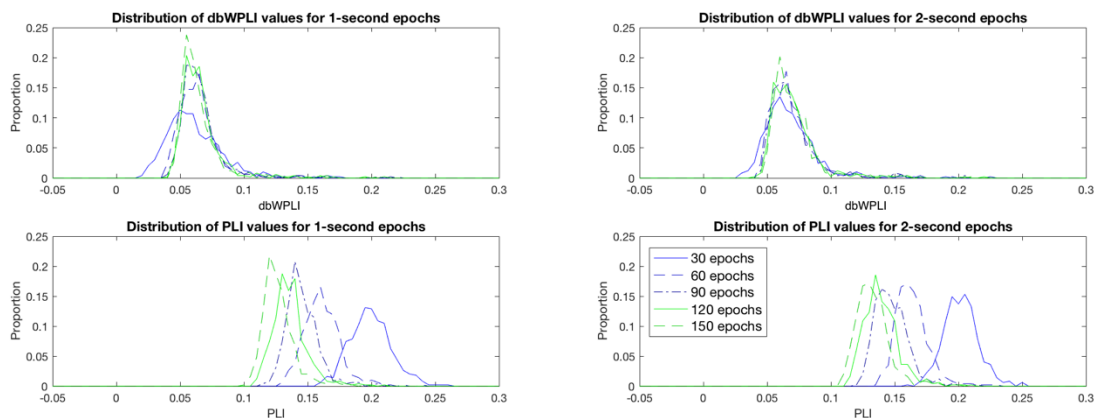 Distribution of dbWPLI values for 1-second epochs
0.25
0.2
0.15
0.1
0.05
0
Proportion
-0.05 0 0.05 0.1 0.15 0.2 0.25 0.3
dbWPLI
Distribution of dbWPLI values for 2-second epochs
0.25
0.2
0.15
0.1
0.05
0
Proportion
-0.05 0 0.05 0.1 0.15 0.2 0.25 0.3
dbWPLI
Distribution of PLI values for 1-second epochs
0.25
0.2
0.15
0.1
0.05
0
Proportion
-0.05 0 0.05 0.1 0.15 0.2 0.25 0.3
PLI
Distribution of PLI values for 2-second epochs
0.25
0.2
0.15
0.1
0.05
0
Proportion
30 epochs
60 epochs
90 epochs
120 epochs
150 epochs
-0.05 0 0.05 0.1 0.15 0.2 0.25 0.3
PLI